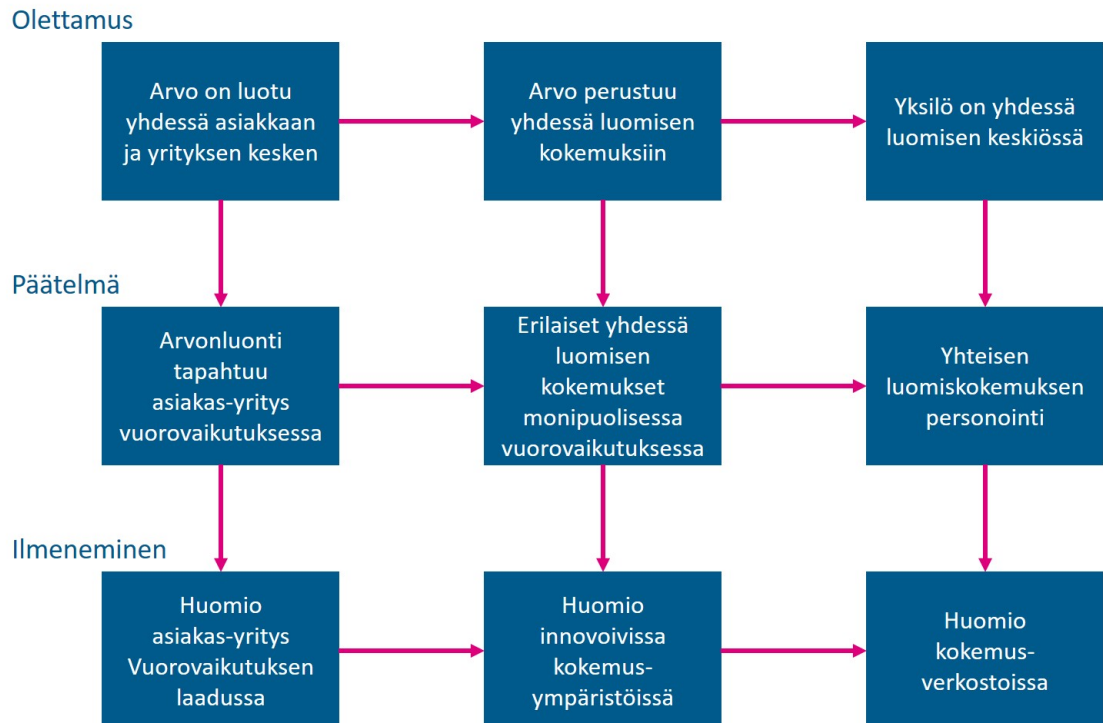 Olettamus
Arvo on luotu
yhdessä asiakkaan
ja yrityksen kesken
Arvo perustuu
yhdessä luomisen
kokemuksiin
Yksilö on yhdessä
luomisen keskiössä
Päätelmä
Arvonluonti
tapahtuu
asiakas-yritys
vuorovaikutuksessa
Erilaiset yhdessä
luomisen
kokemukset
monipuolisessa
vuorovaikutuksessa
Yhteisen
luomiskokemuksen
personointi
Ilmeneminen
Huomio
asiakas-yritys
Vuorovaikutuksen
laadussa
Huomio
innovoivissa
kokemus-
ympäristöissä
Huomio
kokemus-
verkostoissa